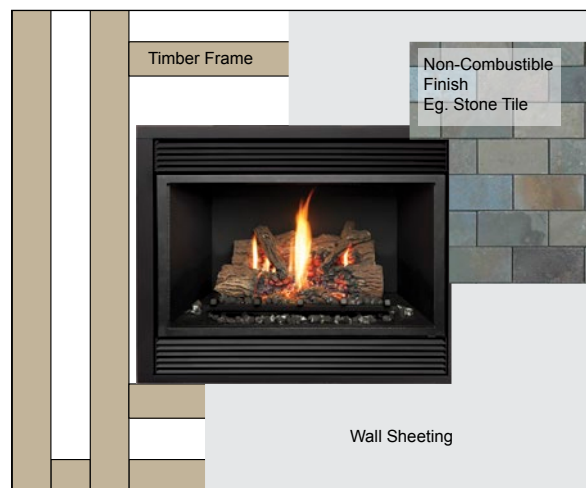 Timber Frame
Non-Combustible
Finish
Eg. Stone Tile
Wall Sheeting